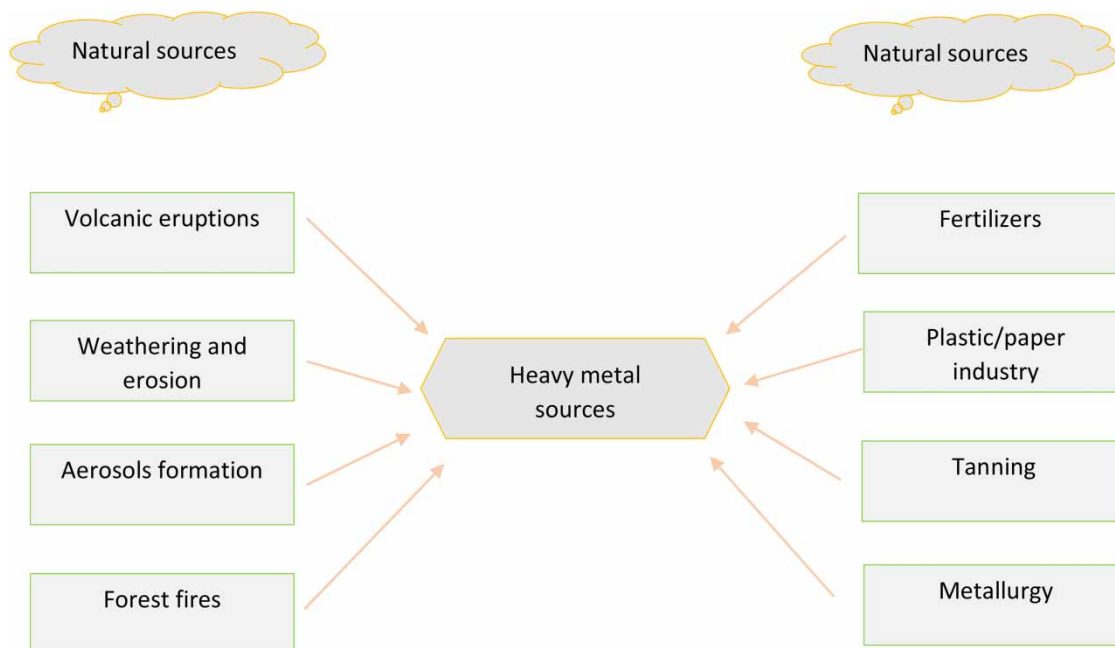 Natural sources
Natural sources
Volcanic eruptions
Weathering and
erosion
Aerosols formation
Forest fires
Heavy metal
sources
Fertilizers
Plastic/paper
industry
Tanning
Metallurgy